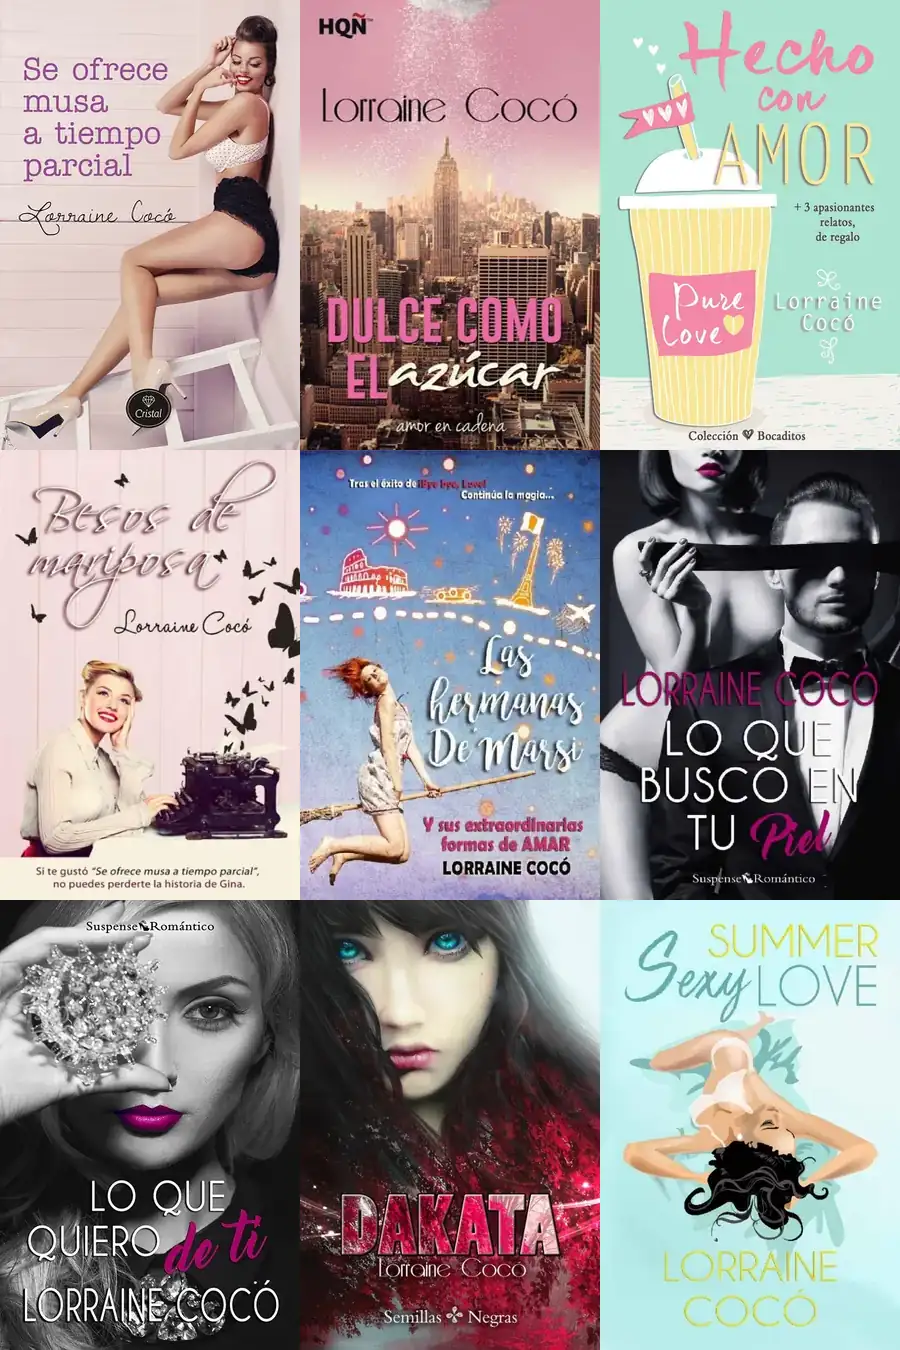 Se ofrece
musa
a tiempo
parcial
Lorraine Cocó
Cristal
HQÑ
Lorraine Cocó
DULCE COMO
EL azúcar
amor en cadena
Hecho
con
AMOR
+ 3 apasionantes
relatos,
de regalo
Pure
Love
Lorraine
Cocó
Colección Bocaditos
Besos de
mariposa
Lorraine Cocó
Si te gustó “Se ofrece musa a tiempo parcial”,
no puedes perderte la historia de Gina.
Tras el éxito de ¡Bye bye, Love!
Continúa la magia...
Las
hermanas
De Marsi
Y sus extraordinarias
formas de AMAR
LORRAINE COCÓ
LORRAINE COCÓ
LO QUE
BUSCO EN
TU Piel
Suspense Romántico
Suspense Romántico
LO QUE
QUIERO de ti
LORRAINE COCÓ
DAKATA
Lorraine Cocó
Semillas Negras
SUMMER
Sexy LOVE
LORRAINE
COCÓ